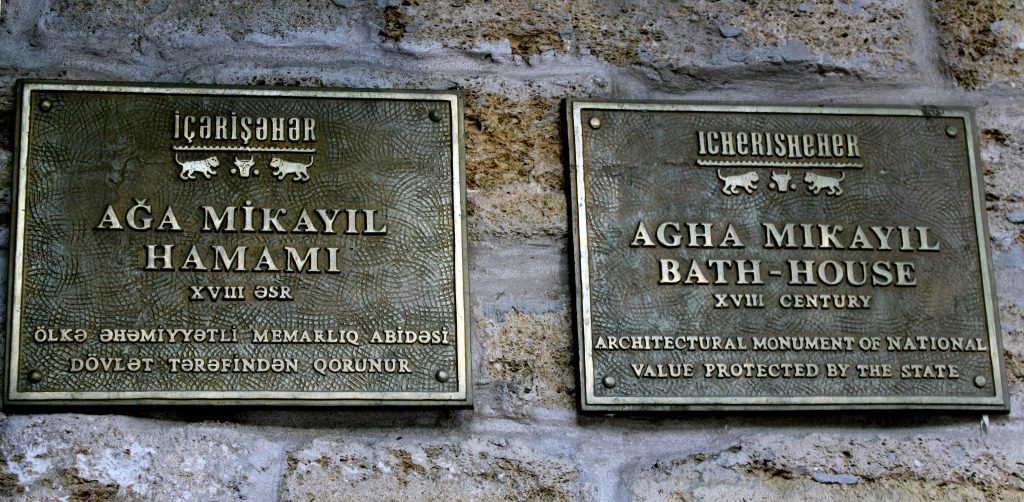 İÇƏRİŞƏHƏR
AĞA MİKAYIL
HAMAMI
XVIII ƏSR
ÖLKƏ ƏHƏMİYYƏTLİ MEMARLIQ ABİDƏSİ
DÖVLƏT TƏRƏFİNDƏN QORUNUR
ICHERISHEHER
AGHA MIKAYIL
BATH-HOUSE
XVIII CENTURY
ARCHITECTURAL MONUMENT OF NATIONAL
VALUE PROTECTED BY THE STATE